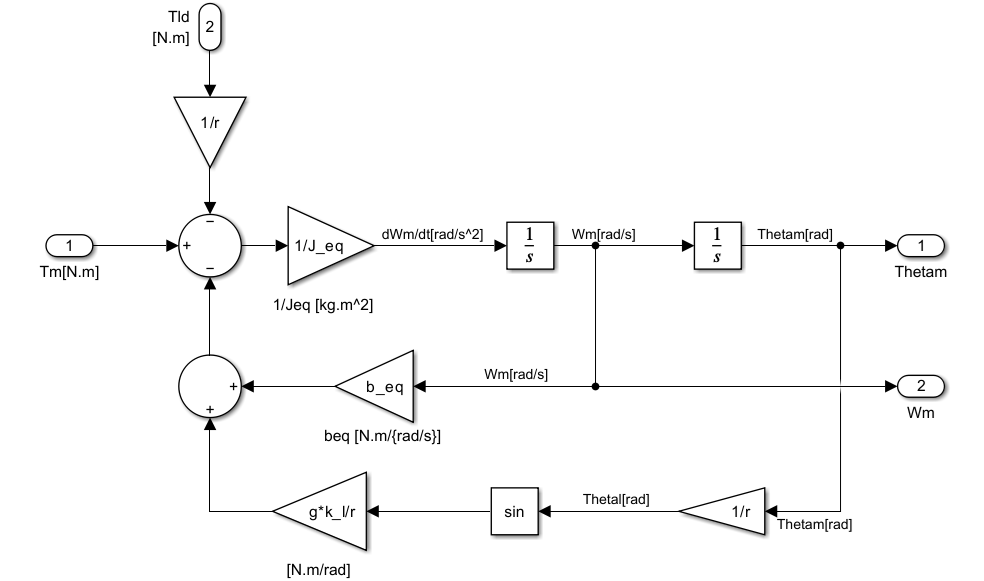 Tld
[N.m]
2
1/r
−
+
−
1
Tm[N.m]
1/J_eq
1/Jeq [kg.m^2]
dWm/dt[rad/s^2]
1
s
Wm[rad/s]
1
s
Thetam[rad]
1
Thetam
+
+
b_eq
beq [N.m/{rad/s}]
Wm[rad/s]
2
Wm
g*k_l/r
[N.m/rad]
sin
Thetal[rad]
1/r
Thetam[rad]